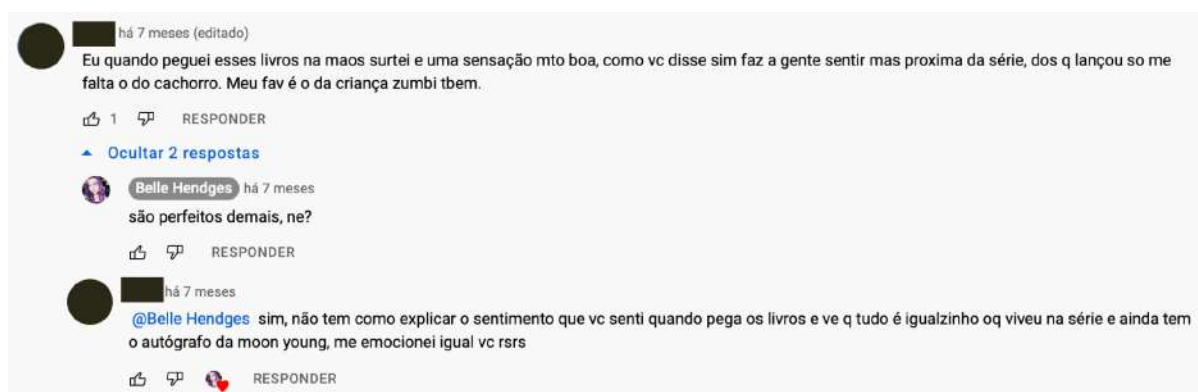 há 7 meses (editado)
Eu quando peguei esses livros na maos surtei e uma sensação mto boa, como vc disse sim faz a gente sentir mas proxima da série, dos q lançou so me
falta o do cachorro. Meu fav é o da criança zumbi tbem.
1 RESPONDER
Ocultar 2 respostas
Belle Hendges há 7 meses
são perfeitos demais, ne?
RESPONDER
há 7 meses
@Belle Hendges sim, não tem como explicar o sentimento que vc senti quando pega os livros e ve q tudo é igualzinho oq viveu na série e ainda tem
o autógrafo da moon young, me emocionei igual vc rsrs
RESPONDER